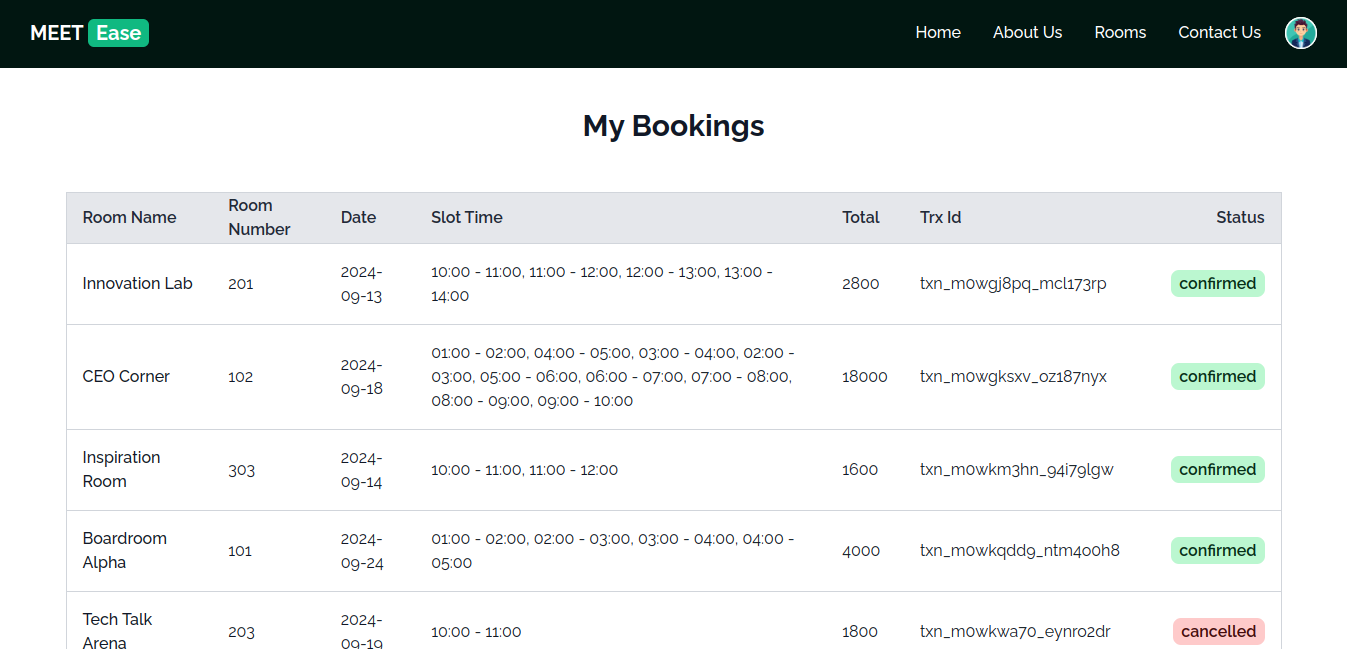 MEET Ease
Home About Us Rooms Contact Us
My Bookings
Room Name Room Number Date Slot Time Total Trx Id Status
Innovation Lab 201 2024-09-13 10:00 - 11:00, 11:00 - 12:00, 12:00 - 13:00, 13:00 - 14:00 2800 txn_m0wgj8pq_mcl173rp confirmed
CEO Corner 102 2024-09-18 01:00 - 02:00, 04:00 - 05:00, 03:00 - 04:00, 02:00 - 03:00, 05:00 - 06:00, 06:00 - 07:00, 07:00 - 08:00, 08:00 - 09:00, 09:00 - 10:00 18000 txn_m0wgksxv_oz187nyx confirmed
Inspiration Room 303 2024-09-14 10:00 - 11:00, 11:00 - 12:00 1600 txn_m0wkm3hn_94i79lgw confirmed
Boardroom Alpha 101 2024-09-24 01:00 - 02:00, 02:00 - 03:00, 03:00 - 04:00, 04:00 - 05:00 4000 txn_m0wkqdd9_ntm4o0h8 confirmed
Tech Talk Arena 203 2024-09-19 10:00 - 11:00 1800 txn_m0wkwa70_eynro2dr cancelled